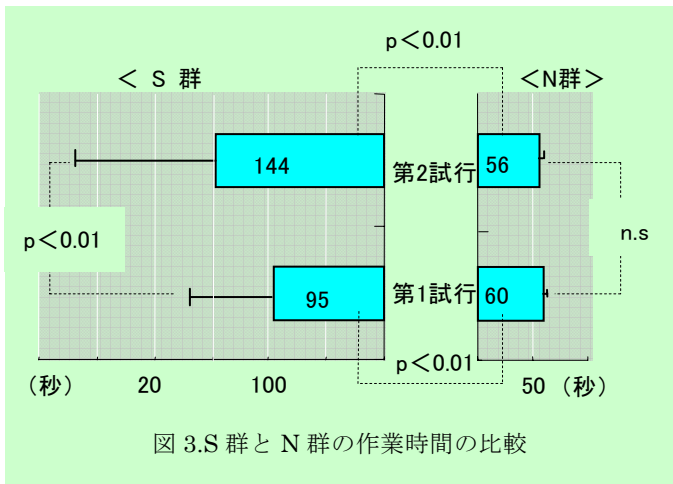 p＜0.01
＜ S 群
＜N群＞
144
第2試行
56
p＜0.01
n.s
95
第1試行
60
p＜0.01
（秒）
20
100
50
（秒）
図 3.S 群と N 群の作業時間の比較